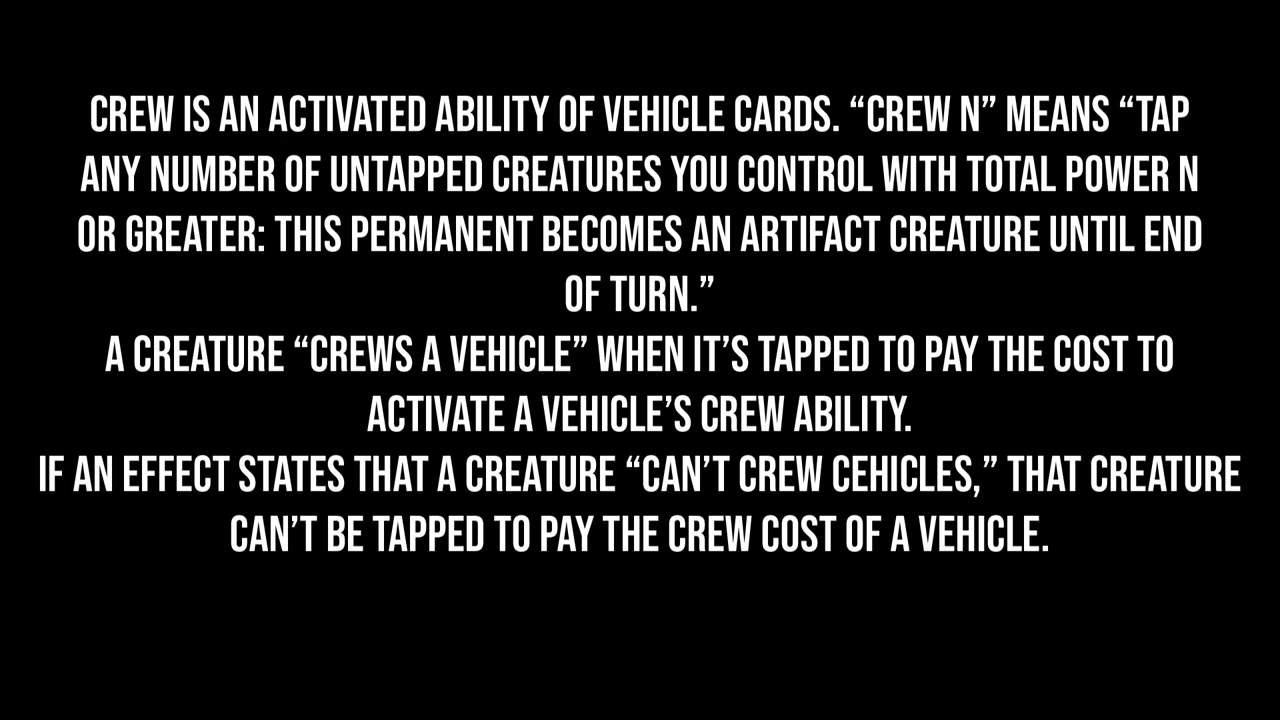 CREW IS AN ACTIVATED ABILITY OF VEHICLE CARDS. “CREW N” MEANS “TAP
ANY NUMBER OF UNTAPPED CREATURES YOU CONTROL WITH TOTAL POWER N
OR GREATER: THIS PERMANENT BECOMES AN ARTIFACT CREATURE UNTIL END
OF TURN.”
A CREATURE “CREWS A VEHICLE” WHEN IT’S TAPPED TO PAY THE COST TO
ACTIVATE A VEHICLE’S CREW ABILITY.
IF AN EFFECT STATES THAT A CREATURE “CAN’T CREW CEHICLES,” THAT CREATURE
CAN’T BE TAPPED TO PAY THE CREW COST OF A VEHICLE.